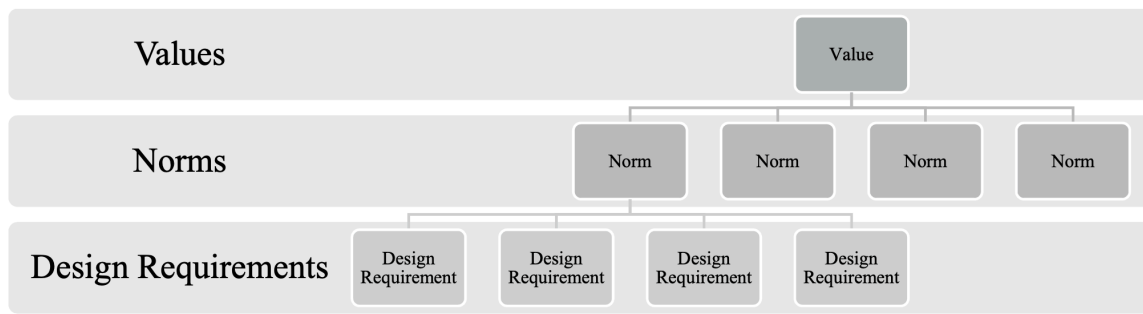 Values
Value
Norms
Norm
Norm
Norm
Norm
Design Requirements
Design
Requirement
Design
Requirement
Design
Requirement
Design
Requirement